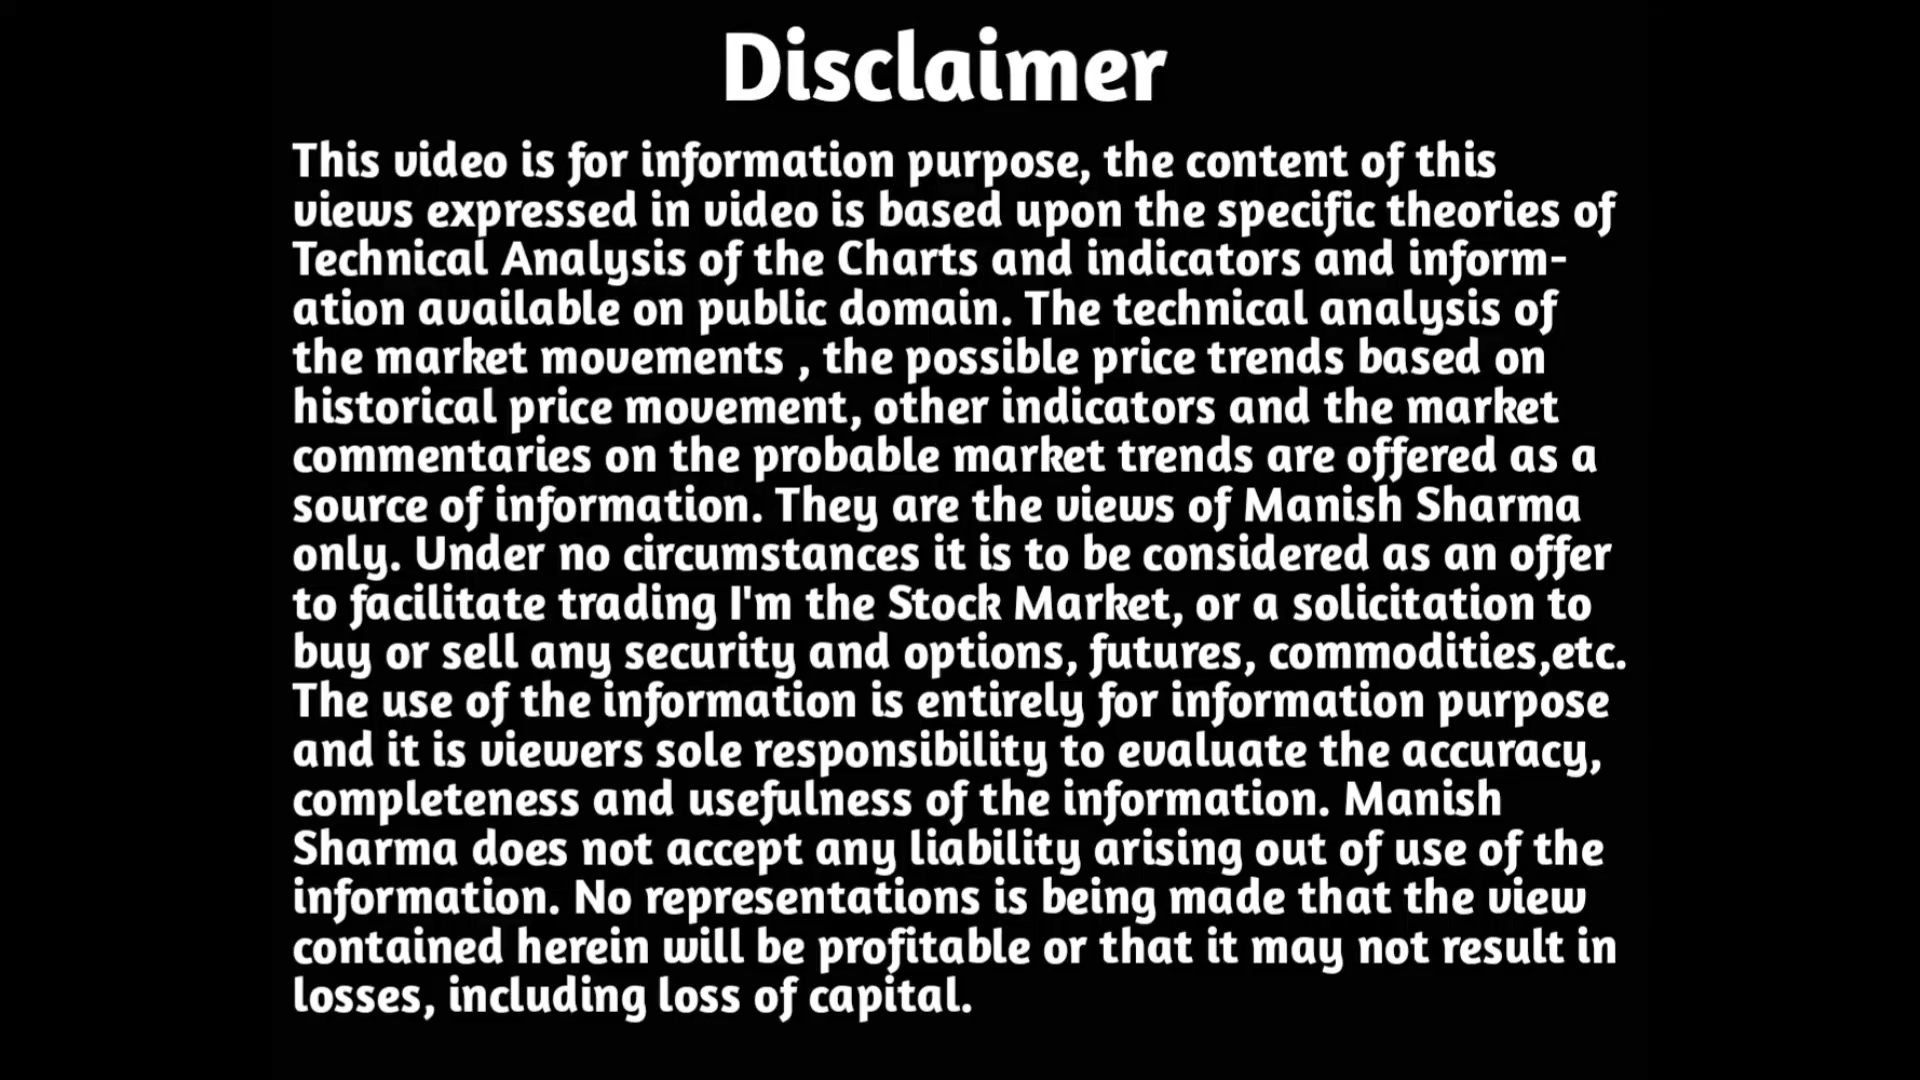 Disclaimer
This video is for information purpose, the content of this
views expressed in video is based upon the specific theories of
Technical Analysis of the Charts and indicators and inform-
ation available on public domain. The technical analysis of
the market movements , the possible price trends based on
historical price movement, other indicators and the market
commentaries on the probable market trends are offered as a
source of information. They are the views of Manish Sharma
only. Under no circumstances it is to be considered as an offer
to facilitate trading I'm the Stock Market, or a solicitation to
buy or sell any security and options, futures, commodities,etc.
The use of the information is entirely for information purpose
and it is viewers sole responsibility to evaluate the accuracy,
completeness and usefulness of the information. Manish
Sharma does not accept any liability arising out of use of the
information. No representations is being made that the view
contained herein will be profitable or that it may not result in
losses, including loss of capital.